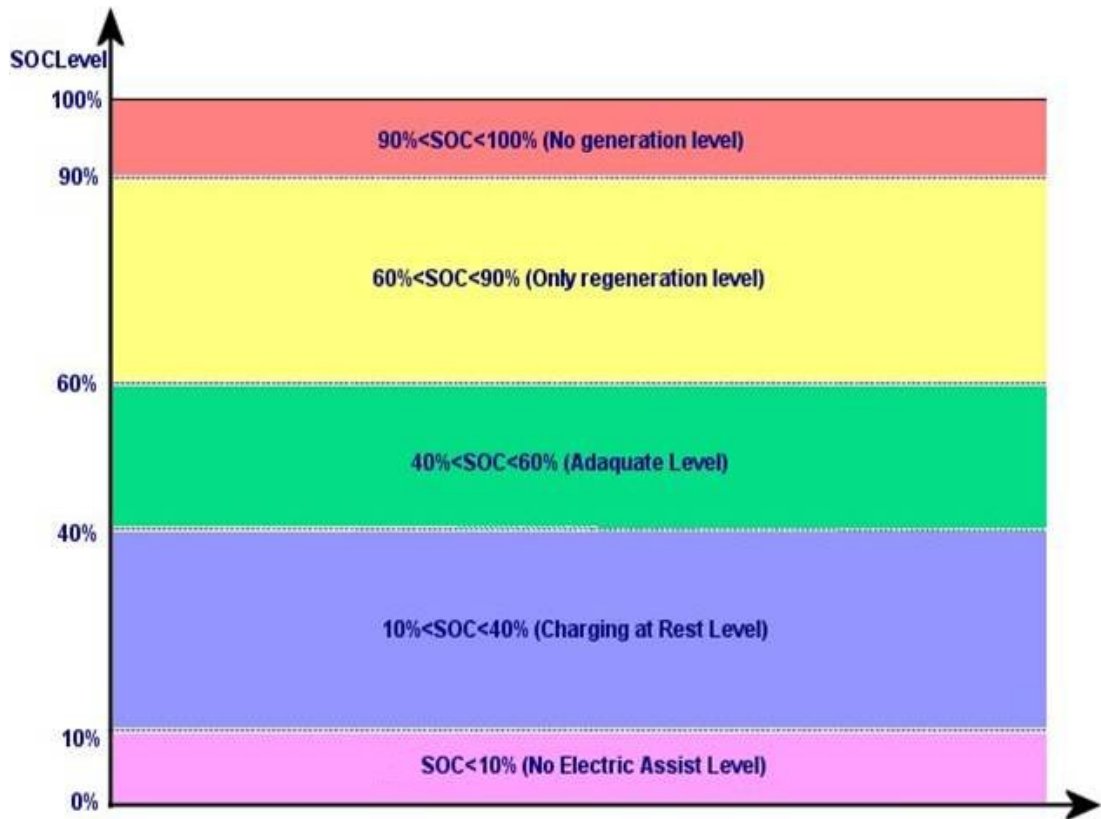 SOCLevel
100%
90%<SOC<100% (No generation level)
90%
60%<SOC<90% (Only regeneration level)
60%
40%<SOC<60% (Adaquate Level)
40%
10%<SOC<40% (Charging at Rest Level)
10%
SOC<10% (No Electric Assist Level)
0%